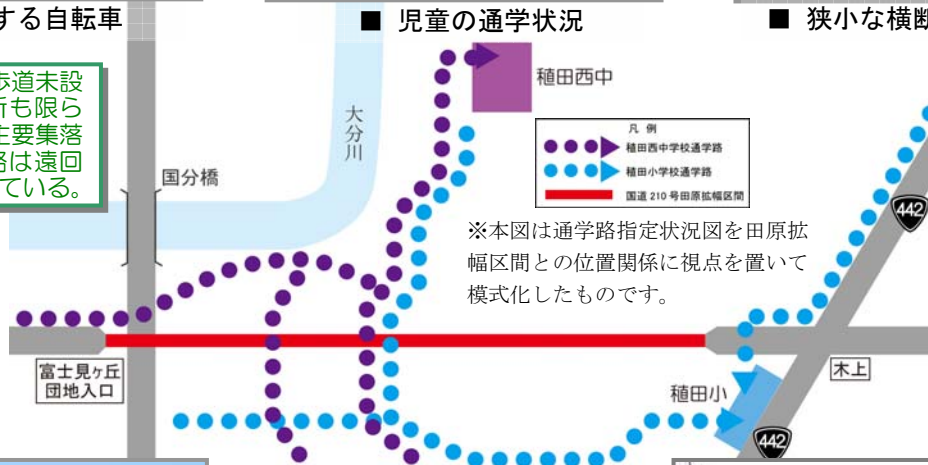 する自転車
■ 児童の通学状況
■ 狭小な横断
歩道未設
所も限ら
主要集落
路は遠回
ている。
稙田西中
凡 例
稙田西中学校通学路
稙田小学校通学路
国道210号田原拡幅区間
大分川
国分橋
442
※本図は通学路指定状況図を田原拡
幅区間との位置関係に視点を置いて
模式化したものです。
富士見ヶ丘
団地入口
木上
稙田小
442